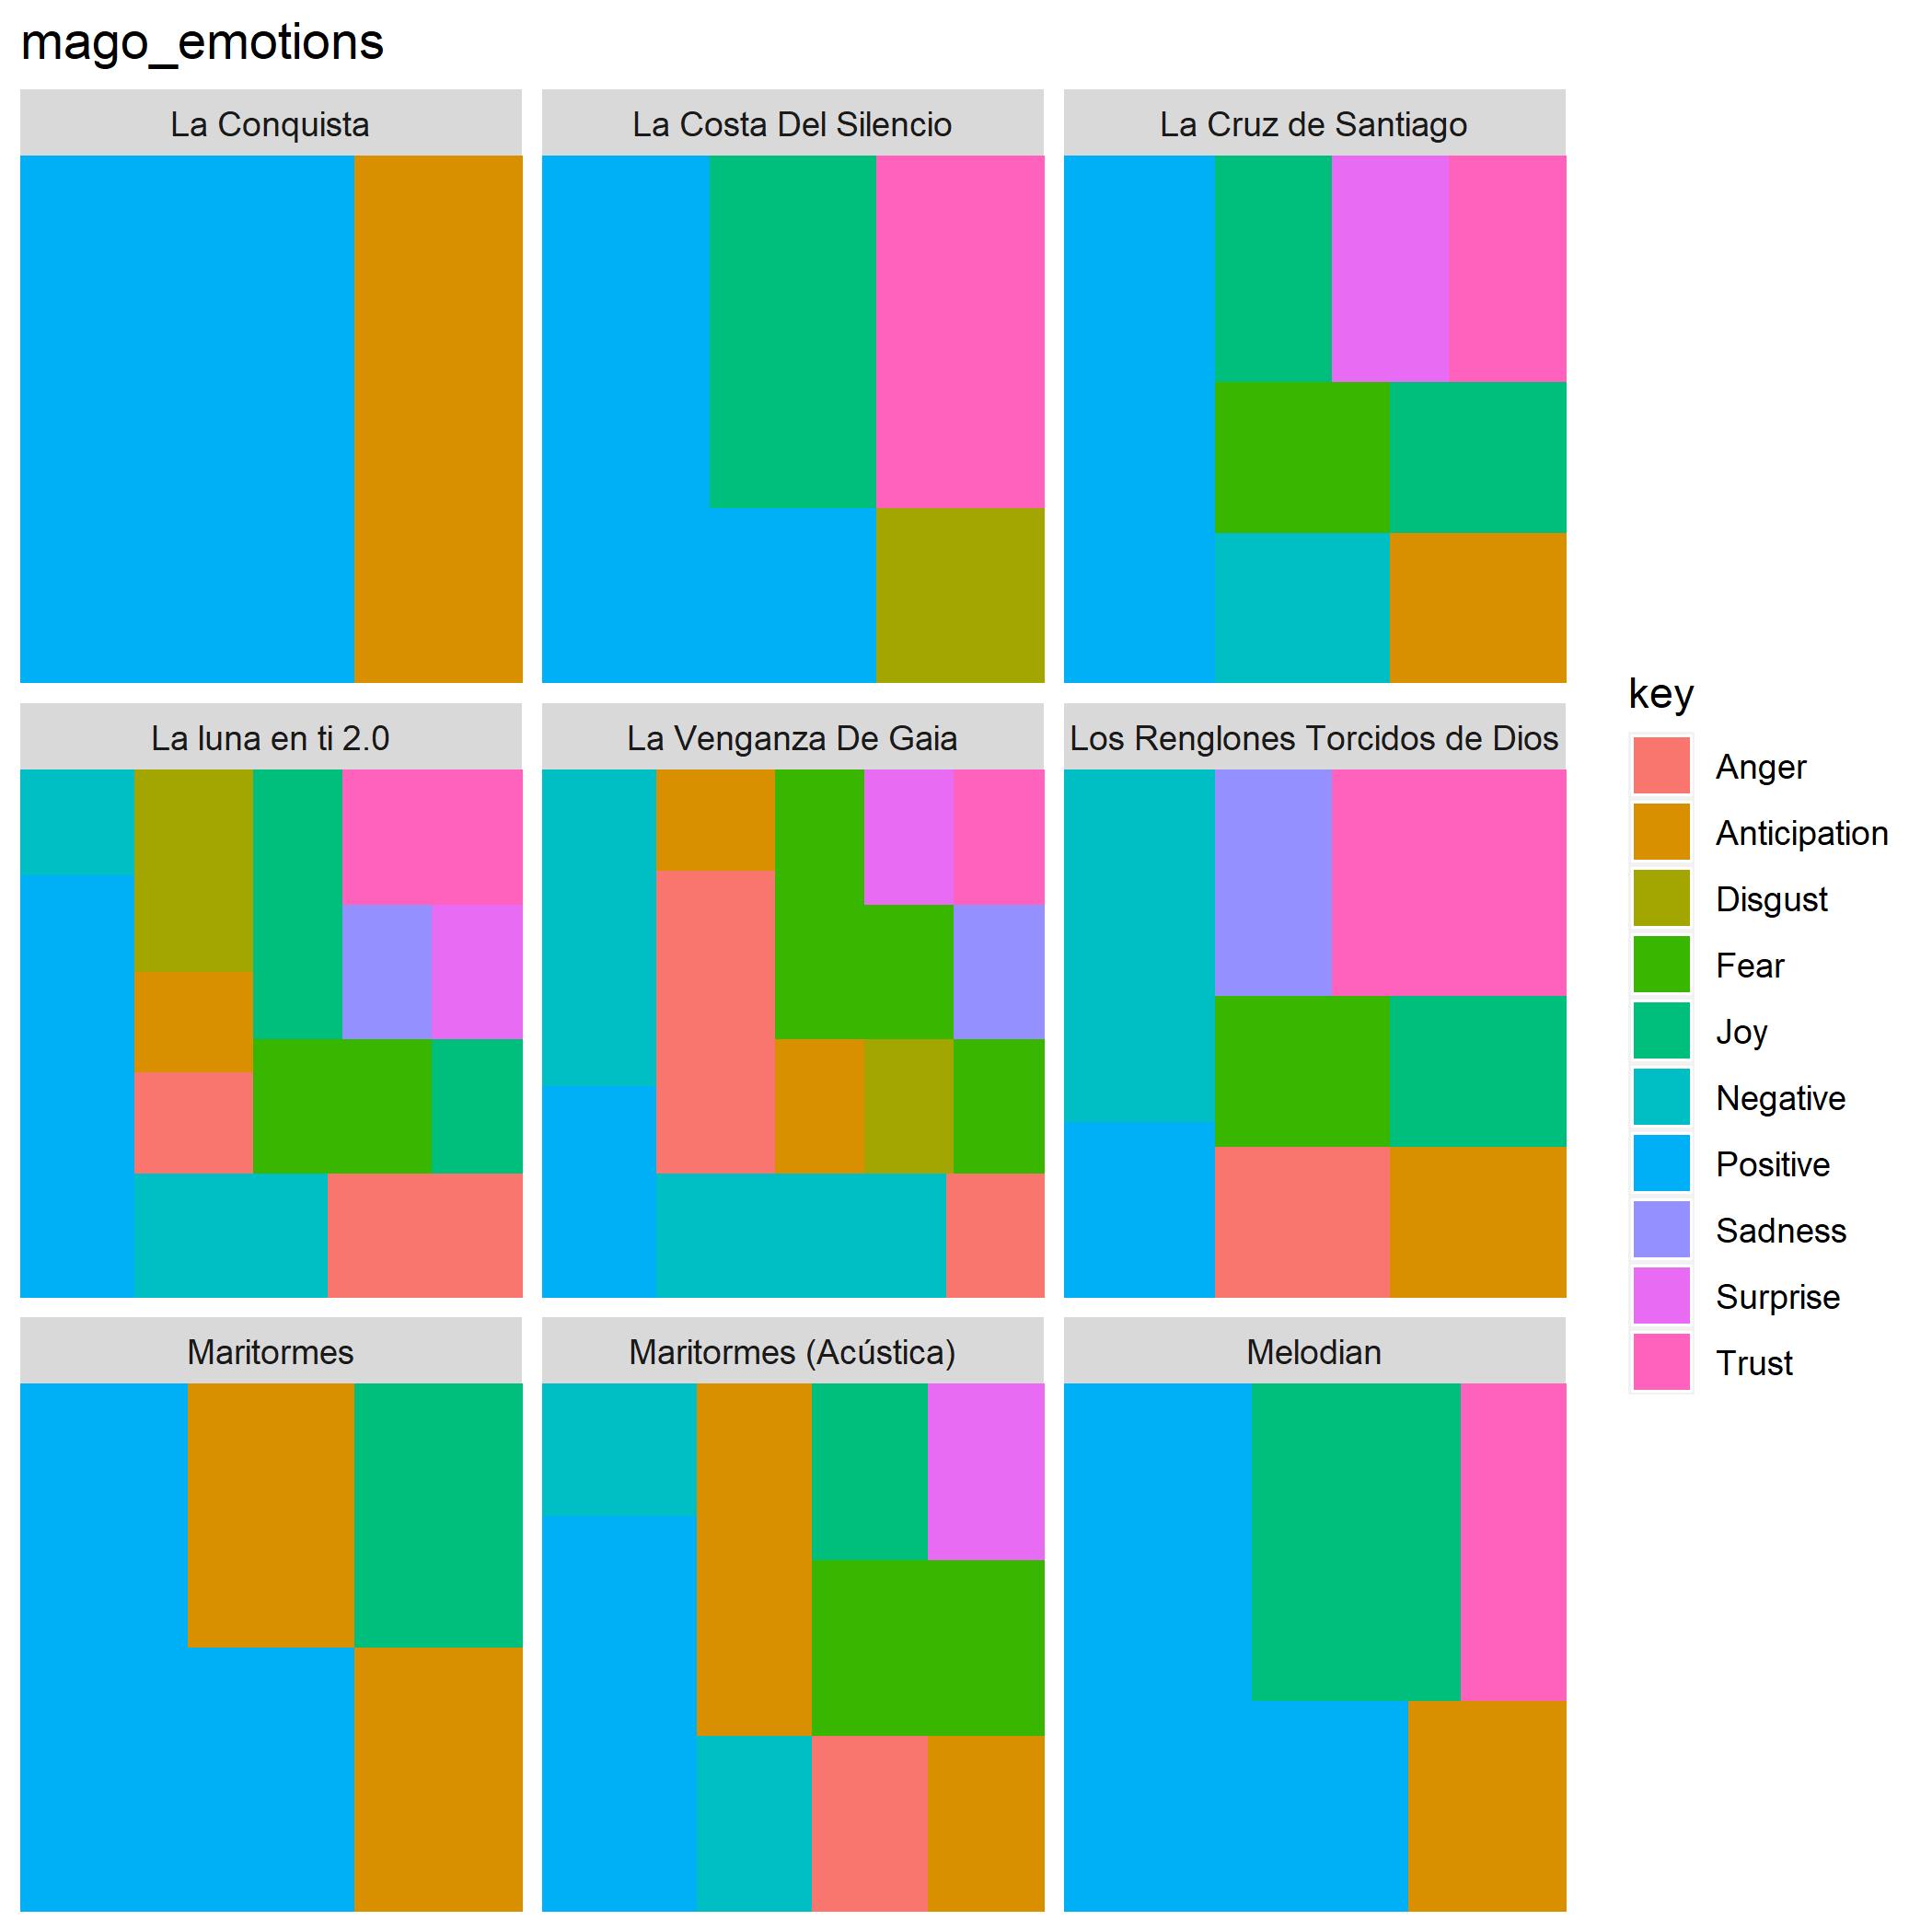 mago_emotions
La Conquista
La Costa Del Silencio
La Cruz de Santiago
La luna en ti 2.0
La Venganza De Gaia
Los Renglones Torcidos de Dios
Maritormes
Maritormes (Acústica)
Melodian
key
Anger
Anticipation
Disgust
Fear
Joy
Negative
Positive
Sadness
Surprise
Trust